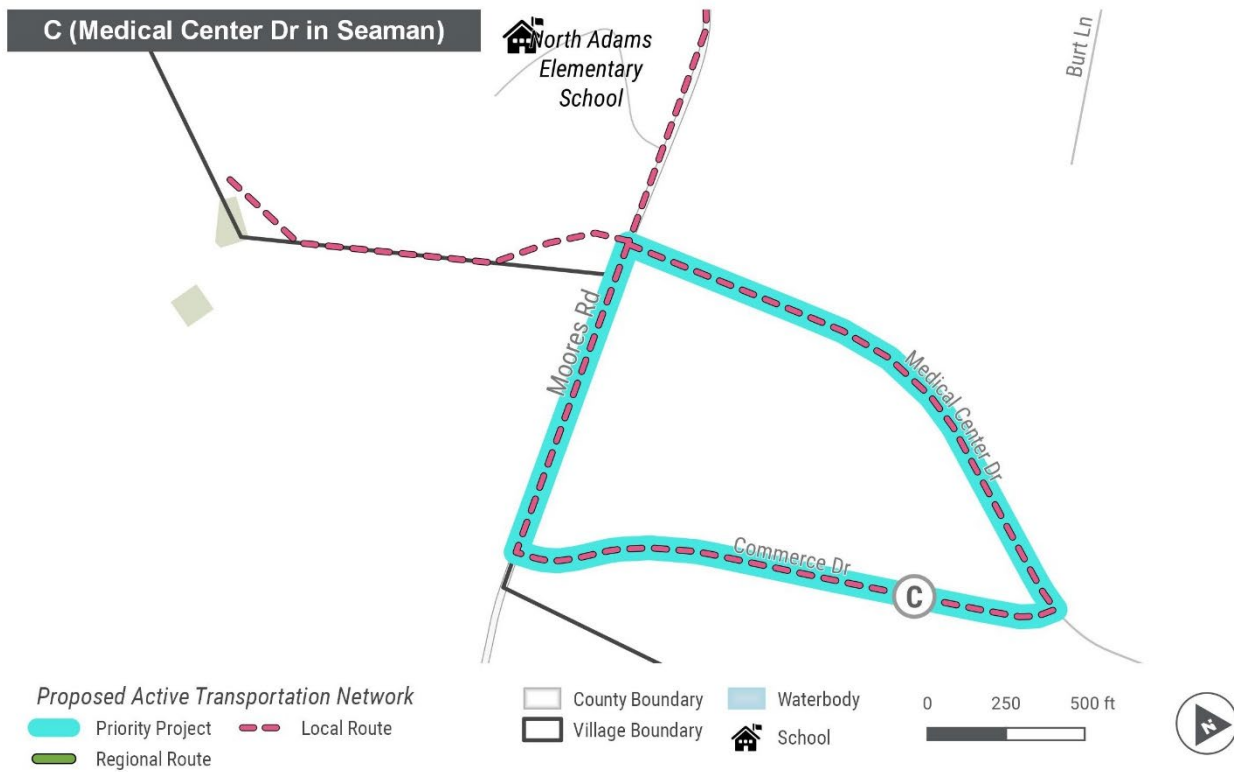 C (Medical Center Dr in Seaman)
North Adams
Elementary
School
Burt Ln
Moores Rd
Medical Center Dr
Commerce Dr
C
Proposed Active Transportation Network
Priority Project
Local Route
Regional Route
County Boundary
Village Boundary
Waterbody
School
0 250 500 ft
N